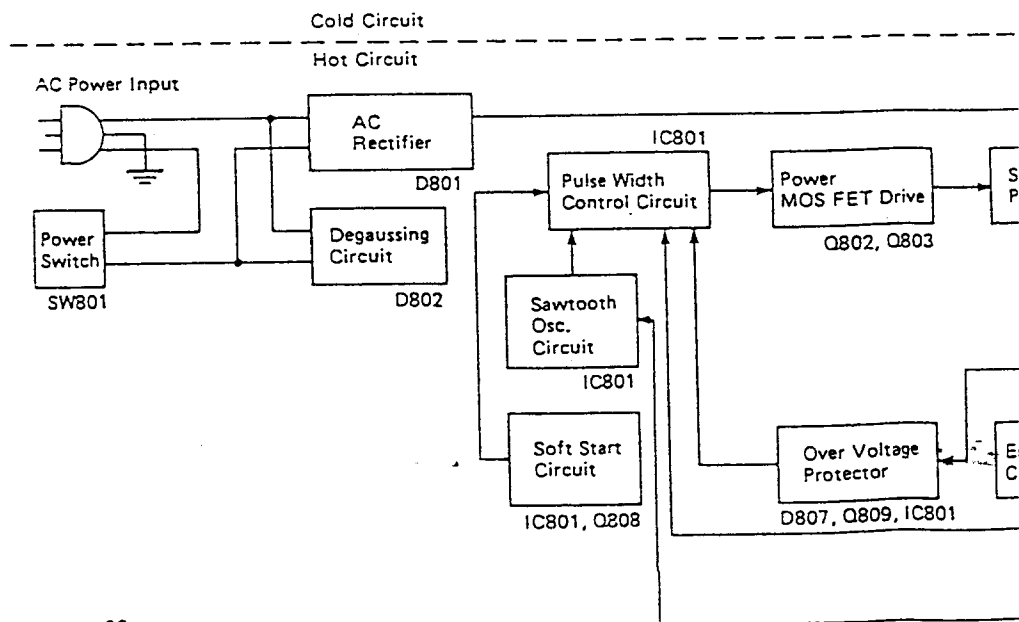 Cold Circuit
Hot Circuit
AC Power Input
AC
Rectifier
D801
IC801
Pulse Width
Control Circuit
Power
MOS FET Drive
Q802, Q803
S
P
Power
Switch
SW801
Degaussing
Circuit
D802
Sawtooth
Osc.
Circuit
IC801
Soft Start
Circuit
IC801, Q808
Over Voltage
Protector
D807, Q809, IC801
E
C